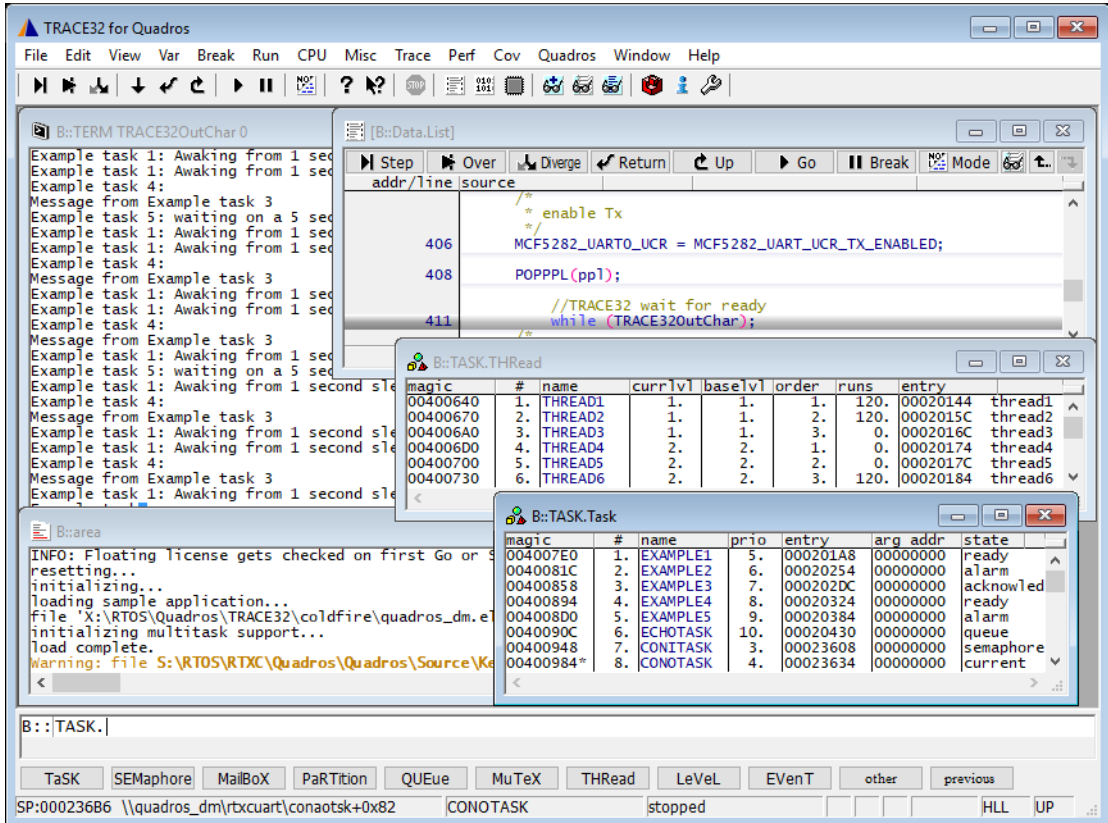 TRACE32 for Quadros
File Edit View Var Break Run CPU Misc Trace Perf Cov Quadros Window Help
B::TERM TRACE32OutChar 0
Example task 1: Awaking from 1 sec
Example task 1: Awaking from 1 sec
Example task 4:
Message from Example task 3
Example task 5: waiting on a 5 sec
Example task 1: Awaking from 1 sec
Example task 1: Awaking from 1 sec
Example task 4:
Message from Example task 3
Example task 1: Awaking from 1 sec
Example task 1: Awaking from 1 sec
Example task 4:
Message from Example task 3
Example task 1: Awaking from 1 sec
Example task 5: waiting on a 5 sec
Example task 1: Awaking from 1 second sle
Example task 4:
Message from Example task 3
Example task 1: Awaking from 1 second sle
Example task 1: Awaking from 1 second sle
Example task 4:
Message from Example task 3
Example task 1: Awaking from 1 second sle
[B::Data.List]
Step Over Diverge Return Up Go Break Mode t..
addr/line source
/*
* enable Tx
*/
406 MCF5282_UART0_UCR = MCF5282_UART_UCR_TX_ENABLED;
408 POPPPL(ppl);
//TRACE32 wait for ready
411 while (TRACE32OutChar);
/*
B::TASK.THRead
magic # name currlvl baselvl order runs entry
00400640 1. THREAD1 1. 1. 1. 120. 00020144 thread1
00400670 2. THREAD2 1. 1. 2. 120. 0002015C thread2
004006A0 3. THREAD3 1. 1. 3. 0. 0002016C thread3
004006D0 4. THREAD4 2. 2. 1. 0. 00020174 thread4
00400700 5. THREAD5 2. 2. 2. 0. 0002017C thread5
00400730 6. THREAD6 2. 2. 3. 120. 00020184 thread6
B::area
INFO: Floating license gets checked on first Go or S
resetting...
initializing...
loading sample application...
file 'X:\RTOS\Quadros\TRACE32\coldfire\quadros_dm.el
initializing multitask support...
load complete.
Warning: file S:\RTOS\RTXC\Quadros\Quadros\Source\Ke
B::TASK.Task
magic # name prio entry arg addr state
004007E0 1. EXAMPLE1 5. 000201A8 00000000 ready
0040081C 2. EXAMPLE2 6. 00020254 00000000 alarm
00400858 3. EXAMPLE3 7. 000202DC 00000000 acknowled
00400894 4. EXAMPLE4 8. 00020324 00000000 ready
004008D0 5. EXAMPLE5 9. 00020384 00000000 alarm
0040090C 6. ECHOTASK 10. 00020430 00000000 queue
00400948 7. CONITASK 3. 00023608 00000000 semaphore
00400984* 8. CONOTASK 4. 00023634 00000000 current
B::TASK.
TaSK SEMaphore MailBoX PaRTition QUEue MuTeX THRead LeVeL EVenT other previous
SP:000236B6 \\quadros_dm\rtxcuart\conaotsk+0x82 CONOTASK stopped HLL UP